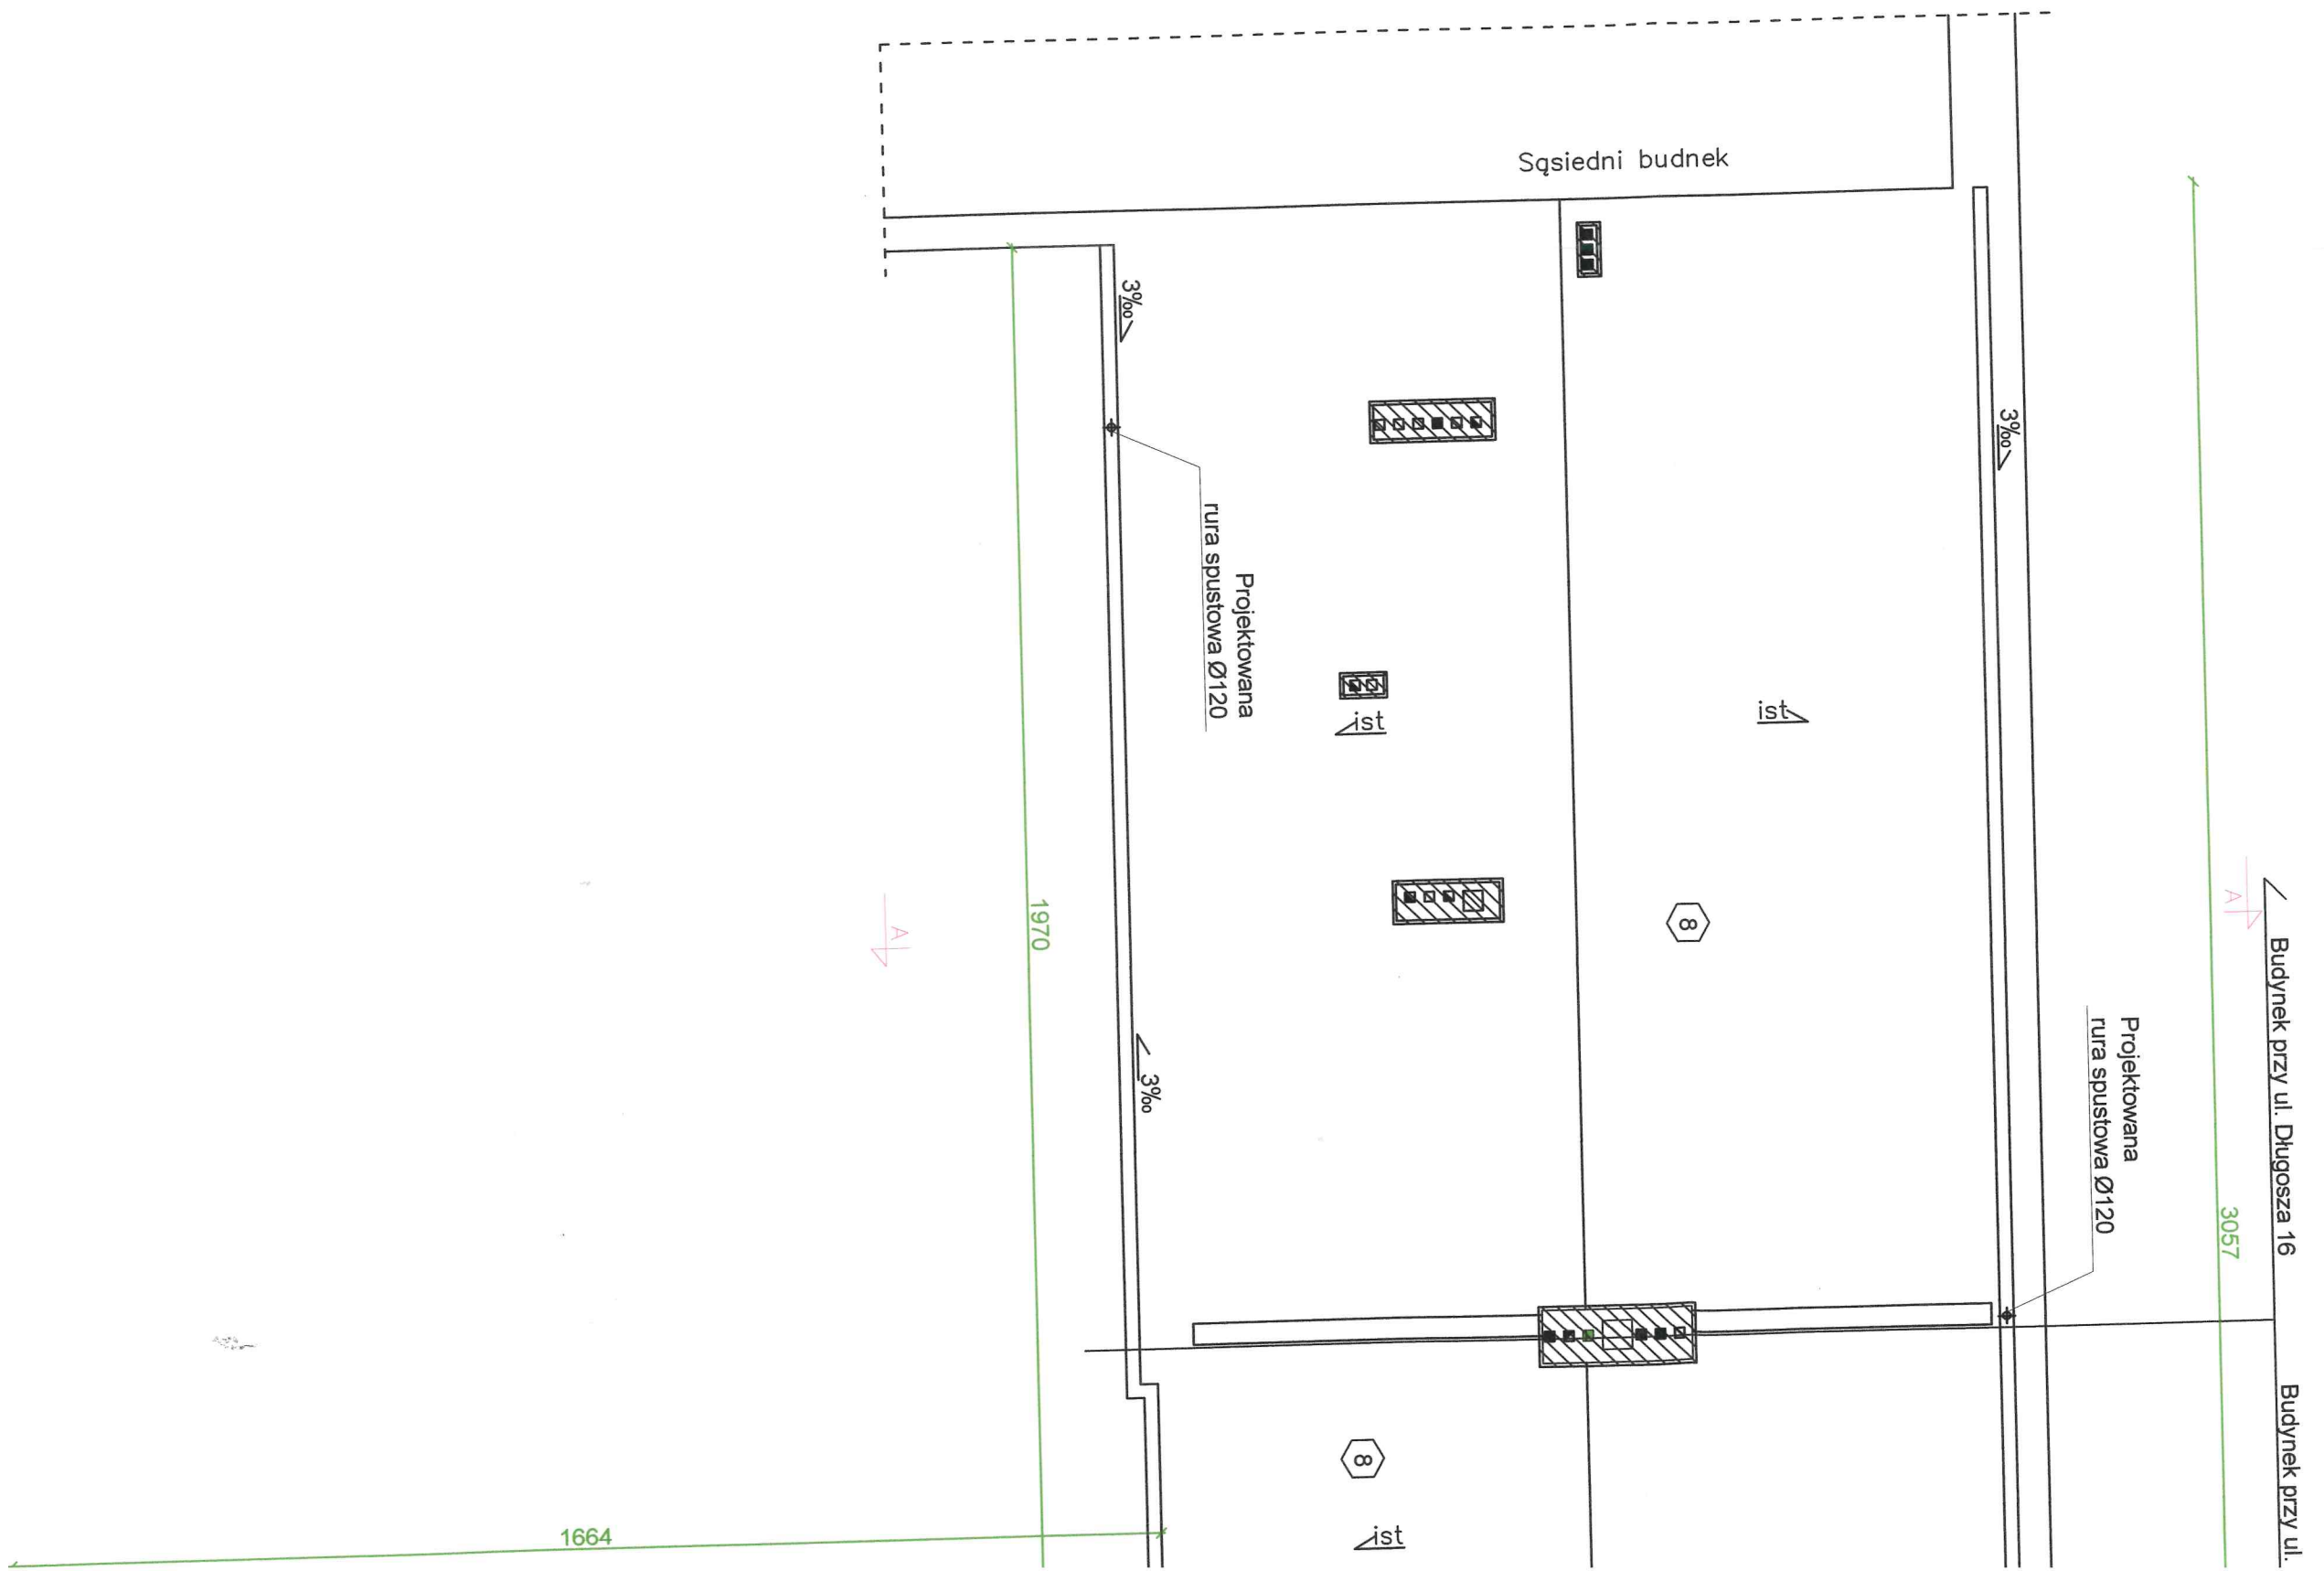 Sąsiedni budnek
3‰
3‰
Projektowana
rura spustowa Ø120
ist
ist
8
1970
A
A
3‰
Projektowana
rura spustowa Ø120
Budynek przy ul. Długosza 16
3057
Budynek przy ul.
8
ist
1664